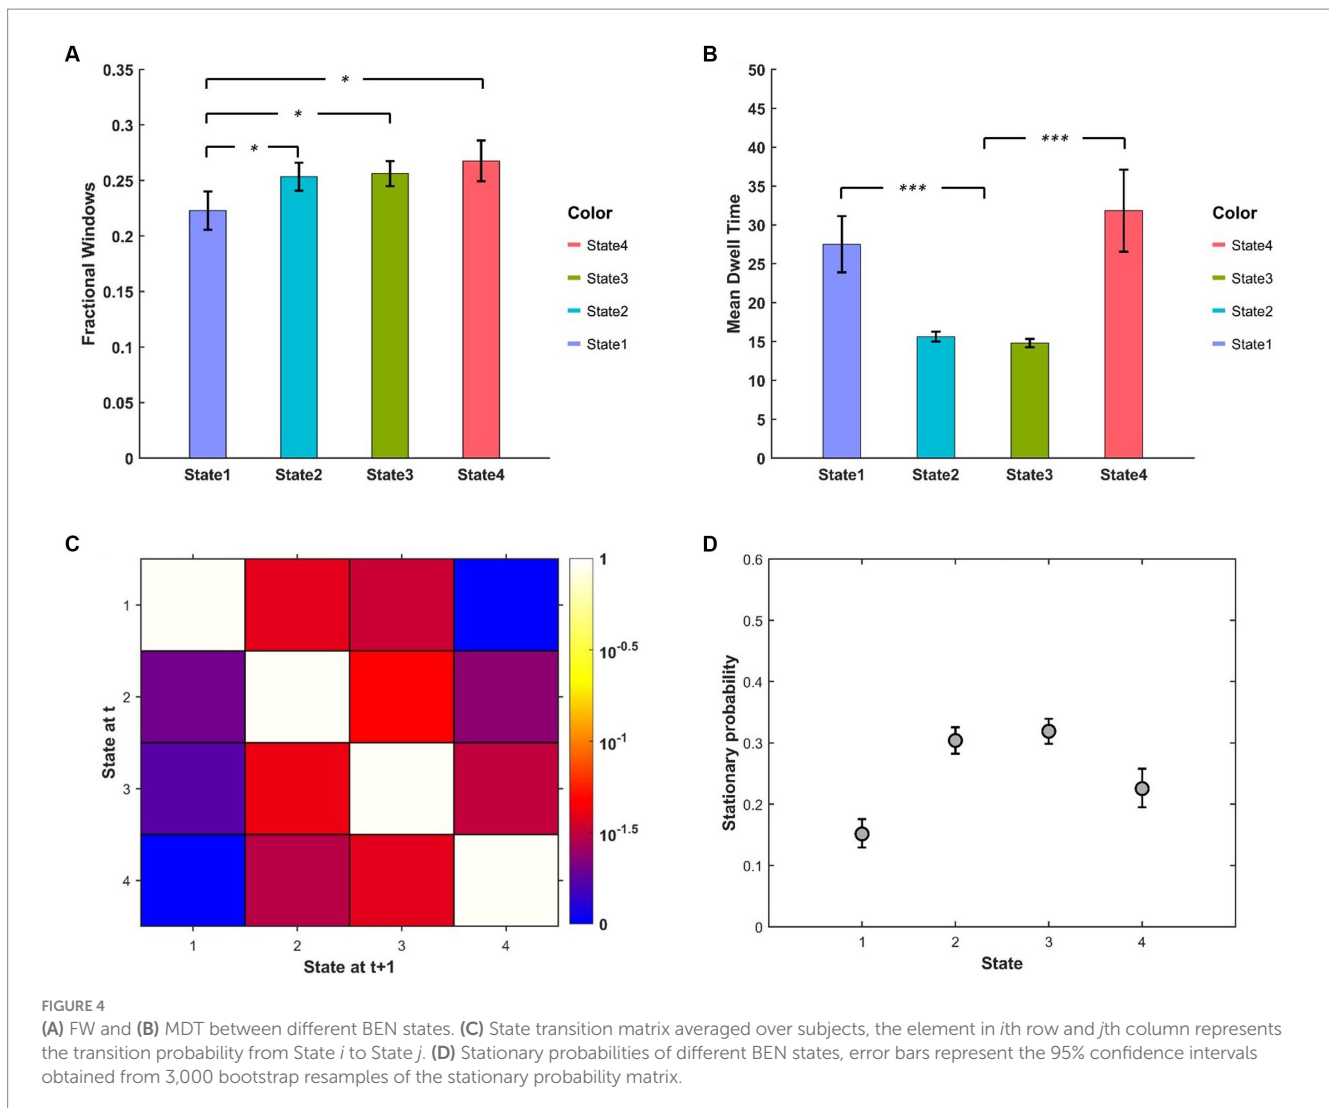 A
0.35
0.3
0.25
0.2
0.15
0.1
0.05
0
Fractional Windows
*
*
*
State1 State2 State3 State4
Color
State4
State3
State2
State1
B
50
45
40
35
30
25
20
15
10
5
0
Mean Dwell Time
***
***
State1 State2 State3 State4
Color
State4
State3
State2
State1
C
1
2
3
4
State at t
1 2 3 4
State at t+1
1
10^-0.5
10^-1
10^-1.5
0
D
0.6
0.5
0.4
0.3
0.2
0.1
0
Stationary probability
1 2 3 4
State
FIGURE 4
(A) FW and (B) MDT between different BEN states. (C) State transition matrix averaged over subjects, the element in ith row and jth column represents
the transition probability from State i to State j. (D) Stationary probabilities of different BEN states, error bars represent the 95% confidence intervals
obtained from 3,000 bootstrap resamples of the stationary probability matrix.